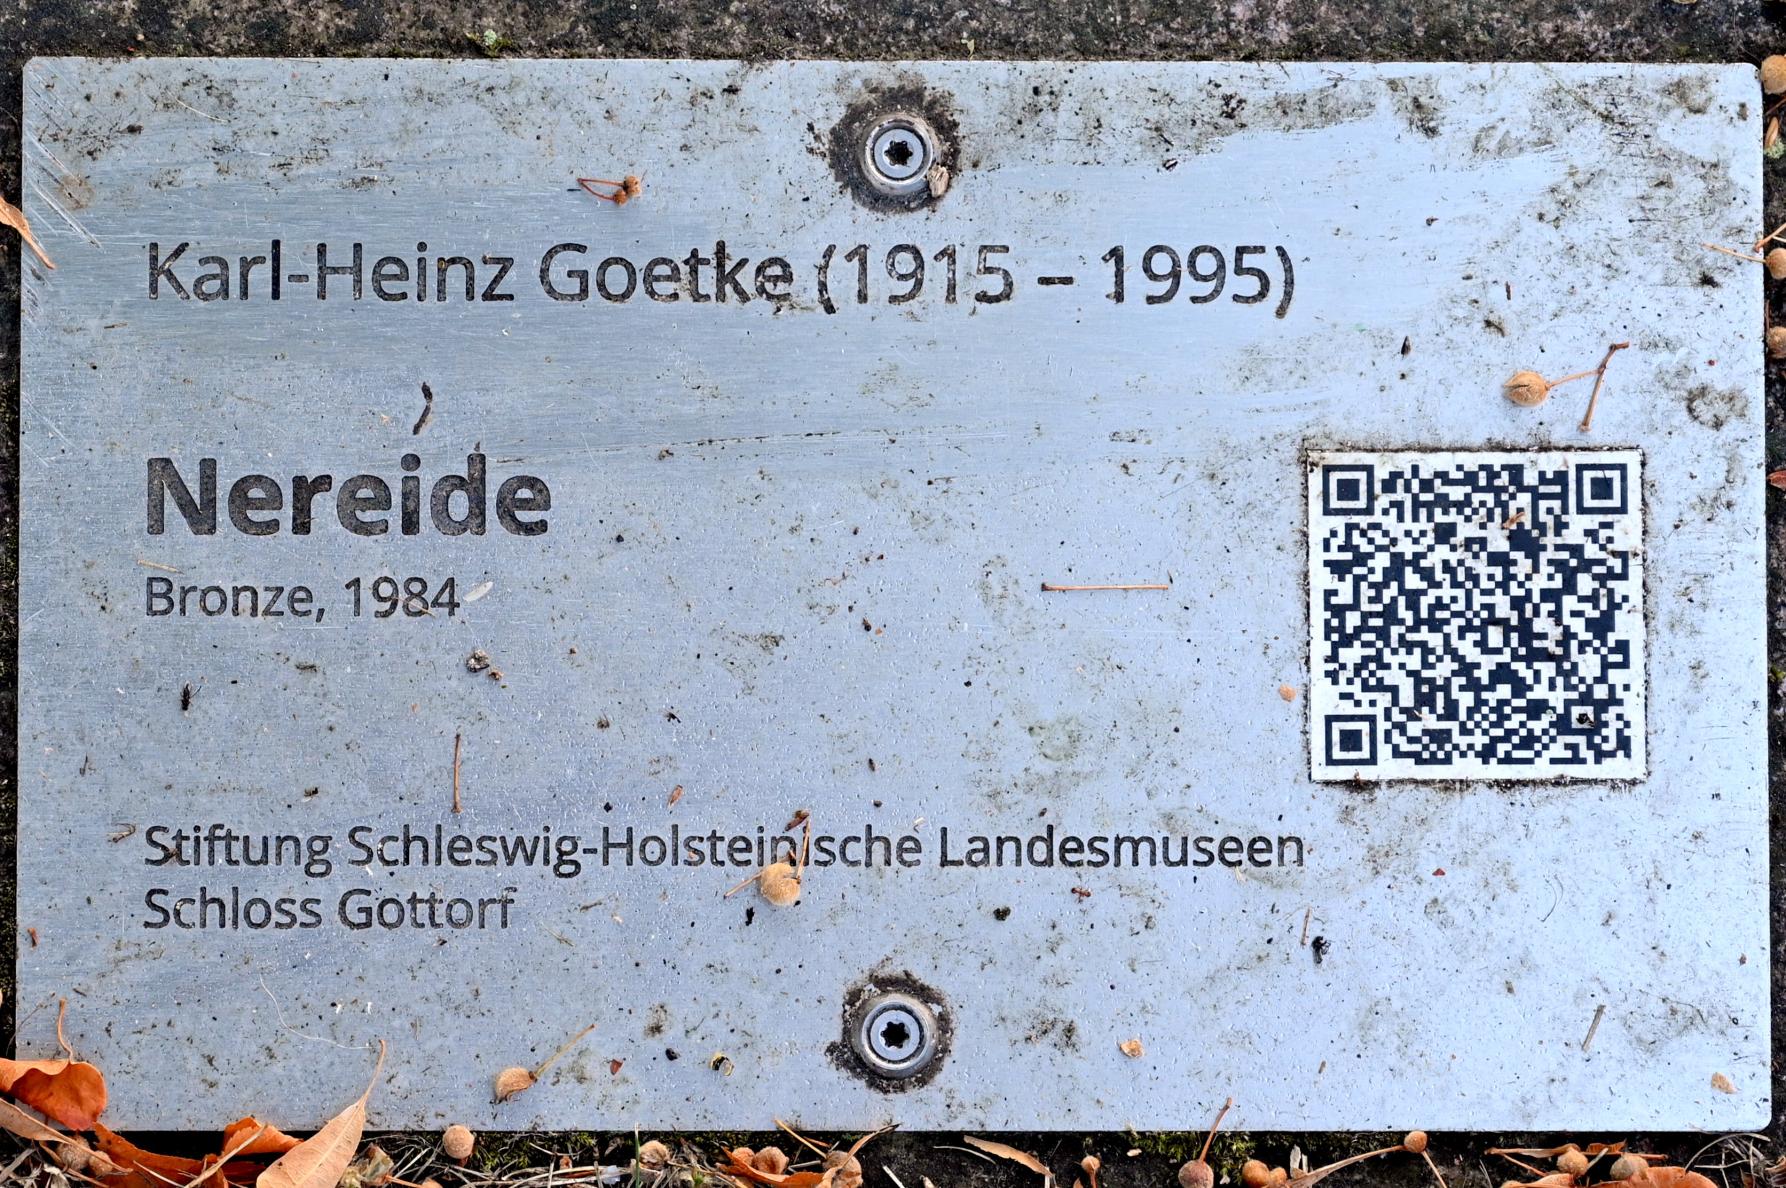 Karl-Heinz Goetke (1915 – 1995)
Nereide
Bronze, 1984
Stiftung Schleswig-Holsteinische Landesmuseen
Schloss Gottorf